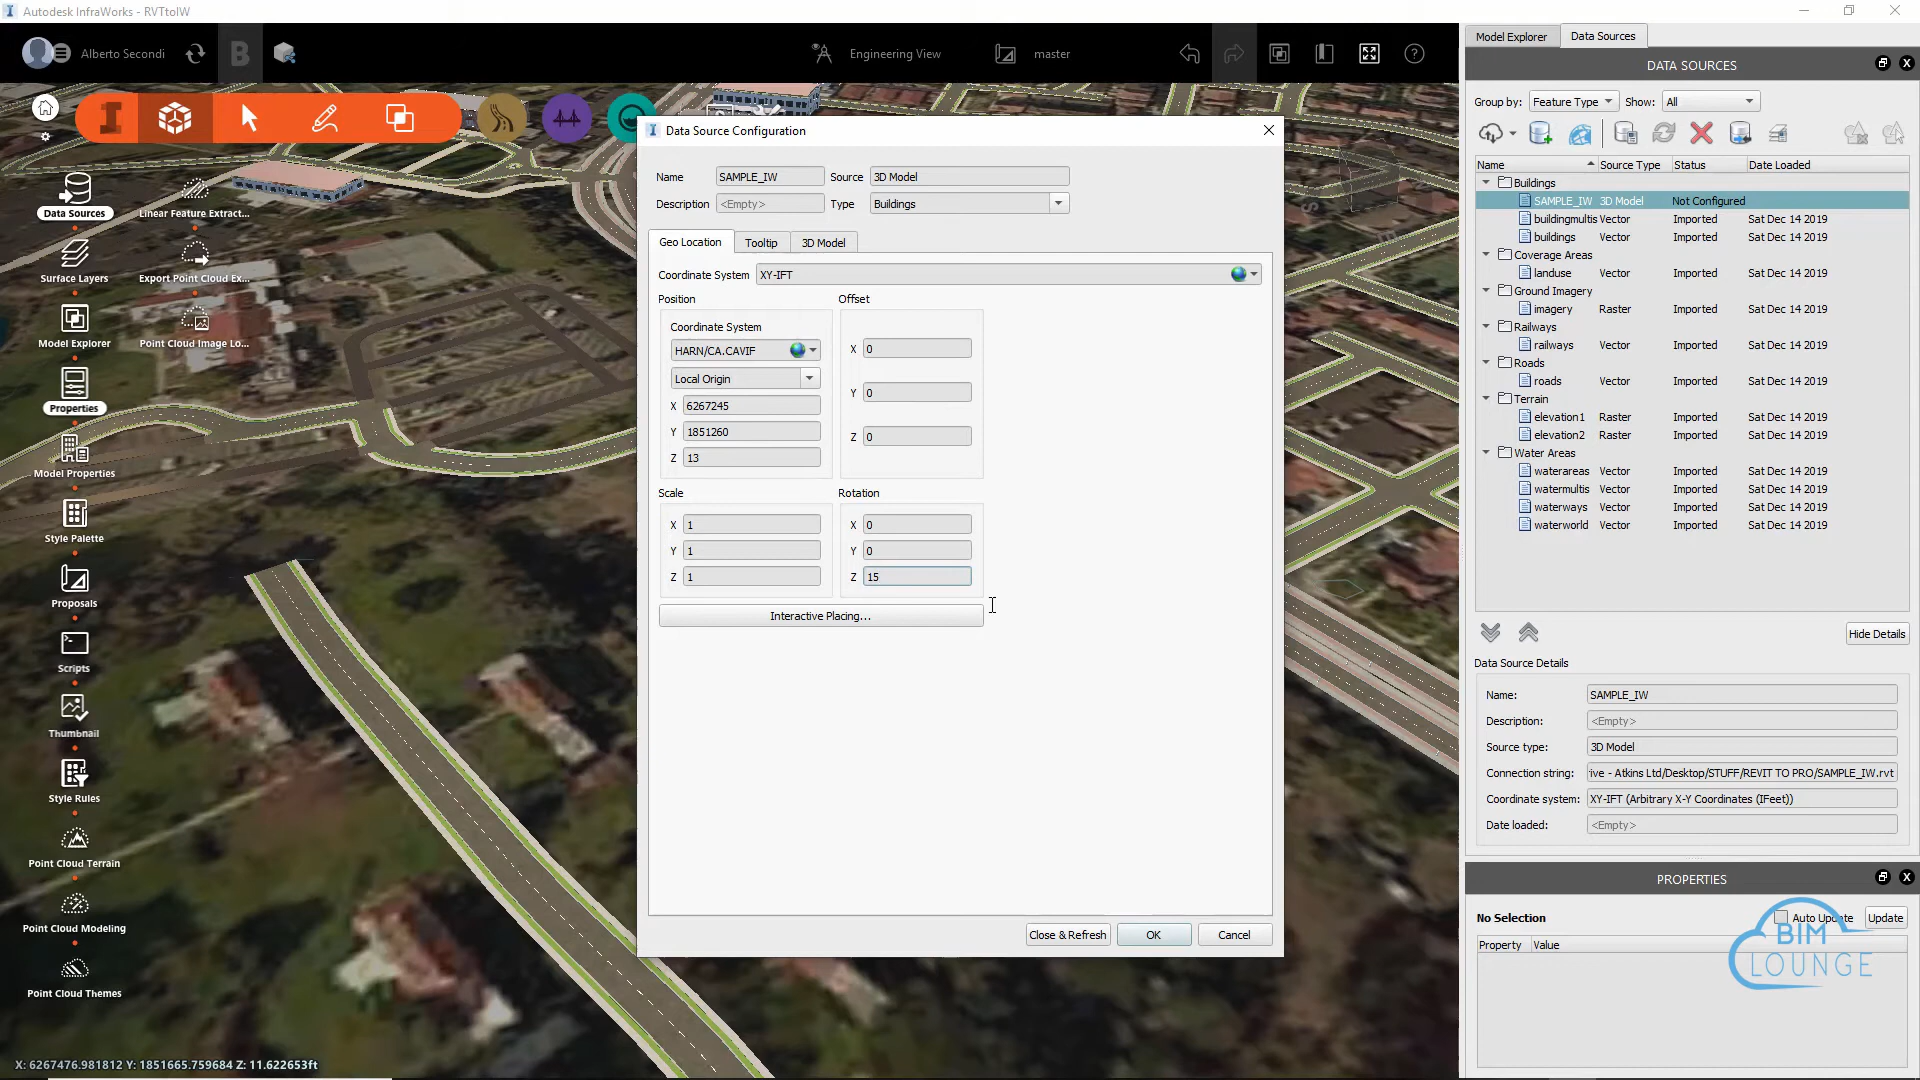 Autodesk InfraWorks - RVTtoIW
Alberto Secondi
Engineering View
master
Data Sources
Surface Layers
Model Explorer
Properties
Model Properties
Style Palette
Proposals
Scripts
Thumbnail
Style Rules
Point Cloud Terrain
Point Cloud Modeling
Point Cloud Themes
Linear Feature Extract...
Export Point Cloud Ex...
Point Cloud Image Lo...
X: 6267476.981812 Y: 1851665.759684 Z: 11.622653ft
Data Source Configuration
Name SAMPLE_IW Source 3D Model
Description <Empty> Type Buildings
Geo Location Tooltip 3D Model
Coordinate System XY-IFT
Position Offset
Coordinate System
HARN/CA.CAVIF
Local Origin
X 6267245
Y 1851260
Z 13
X 0
Y 0
Z 0
Scale Rotation
X 1 X 0
Y 1 Y 0
Z 1 Z 15
Interactive Placing...
Close & Refresh OK Cancel
Model Explorer Data Sources
DATA SOURCES
Group by: Feature Type Show: All
Name Source Type Status Date Loaded
Buildings
SAMPLE_IW 3D Model Not Configured
buildingmultis Vector Imported Sat Dec 14 2019
buildings Vector Imported Sat Dec 14 2019
Coverage Areas
landuse Vector Imported Sat Dec 14 2019
Ground Imagery
imagery Raster Imported Sat Dec 14 2019
Railways
railways Vector Imported Sat Dec 14 2019
Roads
roads Vector Imported Sat Dec 14 2019
Terrain
elevation1 Raster Imported Sat Dec 14 2019
elevation2 Raster Imported Sat Dec 14 2019
Water Areas
waterareas Vector Imported Sat Dec 14 2019
watermultis Vector Imported Sat Dec 14 2019
waterways Vector Imported Sat Dec 14 2019
waterworld Vector Imported Sat Dec 14 2019
Hide Details
Data Source Details
Name: SAMPLE_IW
Description: <Empty>
Source type: 3D Model
Connection string: ive - Atkins Ltd/Desktop/STUFF/REVIT TO PRO/SAMPLE_IW.rvt
Coordinate system: XY-IFT (Arbitrary X-Y Coordinates (IFeet))
Date loaded: <Empty>
PROPERTIES
No Selection Auto Update Update
Property Value
BIM
LOUNGE